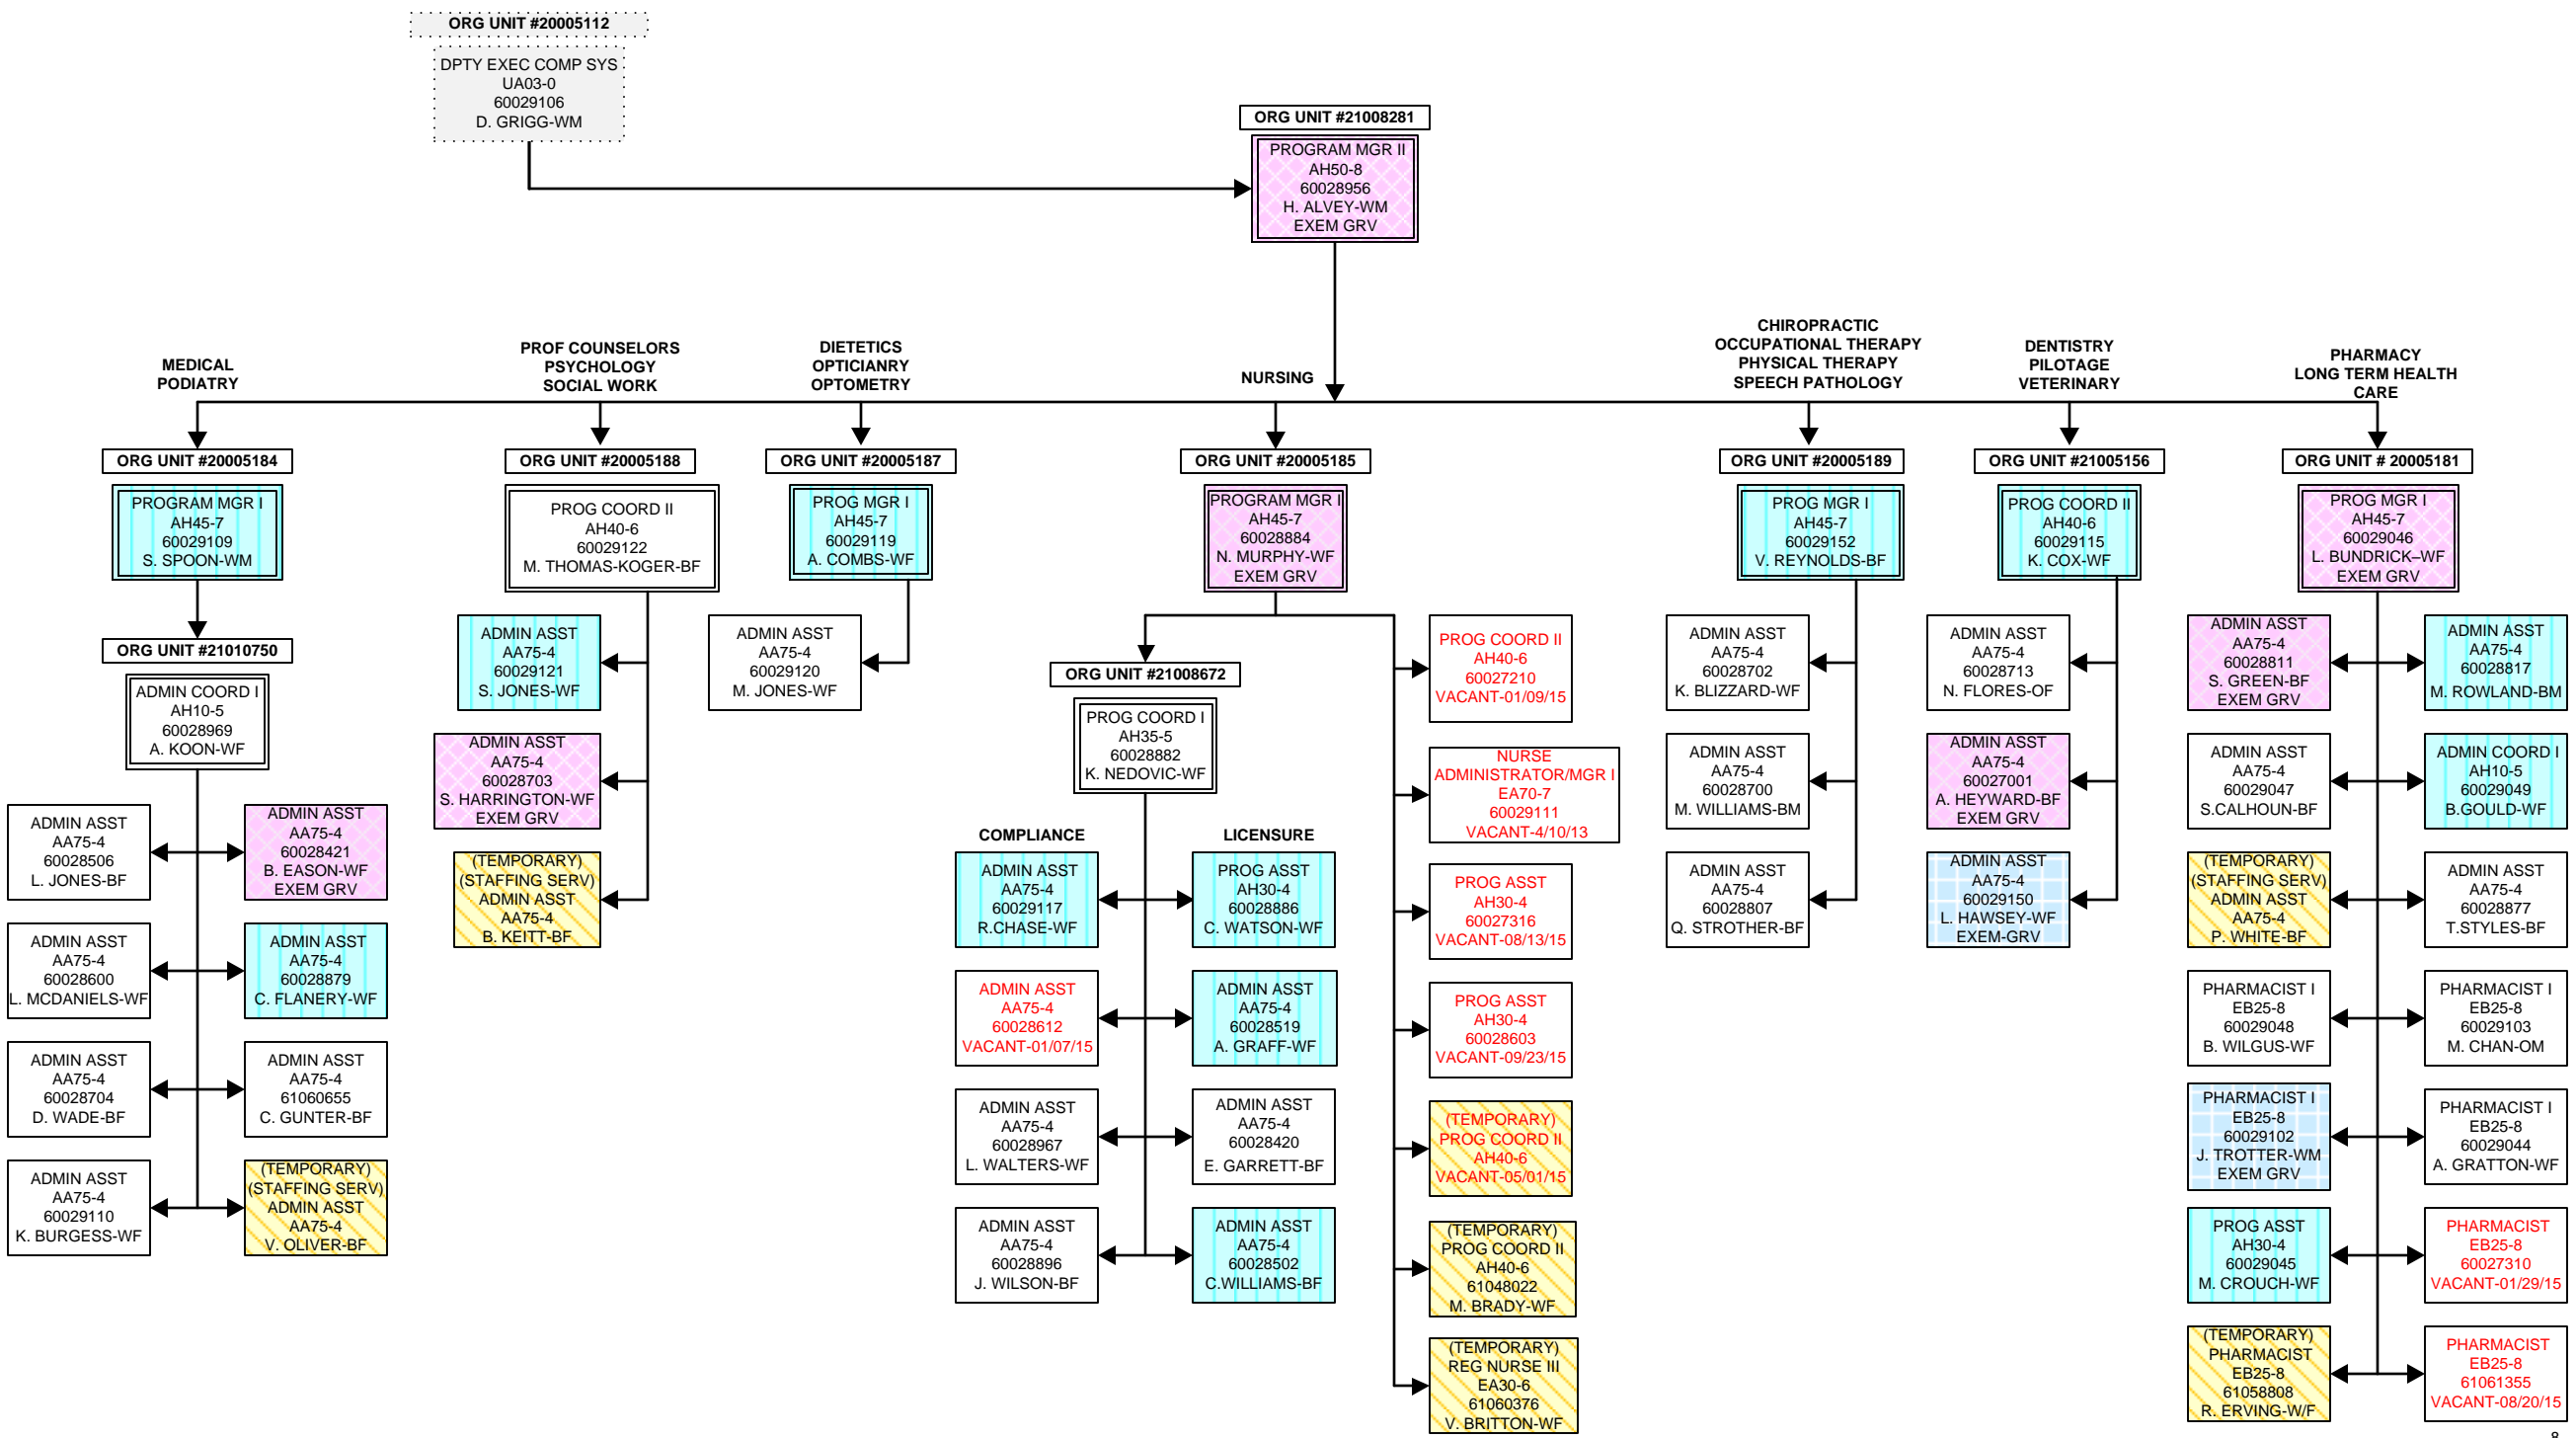 ORG UNIT #20005112
DPTY EXEC COMP SYS
UA03-0
60029106
D. GRIGG-WM
ORG UNIT #21008281
PROGRAM MGR II
AH50-8
60028956
H. ALVEY-WM
EXEM GRV
MEDICAL
PODIATRY
ORG UNIT #20005184
PROGRAM MGR I
AH45-7
60029109
S. SPOON-WM
ORG UNIT #21010750
ADMIN COORD I
AH10-5
60028969
A. KOON-WF
ADMIN ASST
AA75-4
60028506
L. JONES-BF
ADMIN ASST
AA75-4
60028421
B. EASON-WF
EXEM GRV
ADMIN ASST
AA75-4
60028600
L. MCDANIELS-WF
ADMIN ASST
AA75-4
60028879
C. FLANERY-WF
ADMIN ASST
AA75-4
60028704
D. WADE-BF
ADMIN ASST
AA75-4
61060655
C. GUNTER-BF
ADMIN ASST
AA75-4
60029110
K. BURGESS-WF
(TEMPORARY)
(STAFFING SERV)
ADMIN ASST
AA75-4
V. OLIVER-BF
PROF COUNSELORS
PSYCHOLOGY
SOCIAL WORK
ORG UNIT #20005188
PROG COORD II
AH40-6
60029122
M. THOMAS-KOGER-BF
ADMIN ASST
AA75-4
60029121
S. JONES-WF
ADMIN ASST
AA75-4
60028703
S. HARRINGTON-WF
EXEM GRV
(TEMPORARY)
(STAFFING SERV)
ADMIN ASST
AA75-4
B. KEITT-BF
DIETETICS
OPTICIANRY
OPTOMETRY
ORG UNIT #20005187
PROG MGR I
AH45-7
60029119
A. COMBS-WF
ADMIN ASST
AA75-4
60029120
M. JONES-WF
NURSING
ORG UNIT #20005185
PROGRAM MGR I
AH45-7
60028884
N. MURPHY-WF
EXEM GRV
ORG UNIT #21008672
PROG COORD I
AH35-5
60028882
K. NEDOVIC-WF
COMPLIANCE
LICENSURE
ADMIN ASST
AA75-4
60029117
R.CHASE-WF
PROG ASST
AH30-4
60028886
C. WATSON-WF
ADMIN ASST
AA75-4
60028612
VACANT-01/07/15
ADMIN ASST
AA75-4
60028519
A. GRAFF-WF
ADMIN ASST
AA75-4
60028967
L. WALTERS-WF
ADMIN ASST
AA75-4
60028420
E. GARRETT-BF
ADMIN ASST
AA75-4
60028896
J. WILSON-BF
ADMIN ASST
AA75-4
60028502
C.WILLIAMS-BF
PROG COORD II
AH40-6
60027210
VACANT-01/09/15
NURSE
ADMINISTRATOR/MGR I
EA70-7
60029111
VACANT-4/10/13
PROG ASST
AH30-4
60027316
VACANT-08/13/15
PROG ASST
AH30-4
60028603
VACANT-09/23/15
(TEMPORARY)
PROG COORD II
AH40-6
VACANT-05/01/15
(TEMPORARY)
PROG COORD II
AH40-6
61048022
M. BRADY-WF
(TEMPORARY)
REG NURSE III
EA30-6
61060376
V. BRITTON-WF
CHIROPRACTIC
OCCUPATIONAL THERAPY
PHYSICAL THERAPY
SPEECH PATHOLOGY
ORG UNIT #20005189
PROG MGR I
AH45-7
60029152
V. REYNOLDS-BF
ADMIN ASST
AA75-4
60028702
K. BLIZZARD-WF
ADMIN ASST
AA75-4
60028700
M. WILLIAMS-BM
ADMIN ASST
AA75-4
60028807
Q. STROTHER-BF
DENTISTRY
PILOTAGE
VETERINARY
ORG UNIT #21005156
PROG COORD II
AH40-6
60029115
K. COX-WF
ADMIN ASST
AA75-4
60028713
N. FLORES-OF
ADMIN ASST
AA75-4
60027001
A. HEYWARD-BF
EXEM GRV
ADMIN ASST
AA75-4
60029150
L. HAWSEY-WF
EXEM-GRV
PHARMACY
LONG TERM HEALTH
CARE
ORG UNIT # 20005181
PROG MGR I
AH45-7
60029046
L. BUNDRICK–WF
EXEM GRV
ADMIN ASST
AA75-4
60028811
S. GREEN-BF
EXEM GRV
ADMIN ASST
AA75-4
60028817
M. ROWLAND-BM
ADMIN ASST
AA75-4
60029047
S.CALHOUN-BF
ADMIN COORD I
AH10-5
60029049
B.GOULD-WF
(TEMPORARY)
(STAFFING SERV)
ADMIN ASST
AA75-4
P. WHITE-BF
ADMIN ASST
AA75-4
60028877
T.STYLES-BF
PHARMACIST I
EB25-8
60029048
B. WILGUS-WF
PHARMACIST I
EB25-8
60029103
M. CHAN-OM
PHARMACIST I
EB25-8
60029102
J. TROTTER-WM
EXEM GRV
PHARMACIST I
EB25-8
60029044
A. GRATTON-WF
PROG ASST
AH30-4
60029045
M. CROUCH-WF
PHARMACIST
EB25-8
60027310
VACANT-01/29/15
(TEMPORARY)
PHARMACIST
EB25-8
61058808
R. ERVING-W/F
PHARMACIST
EB25-8
61061355
VACANT-08/20/15
8